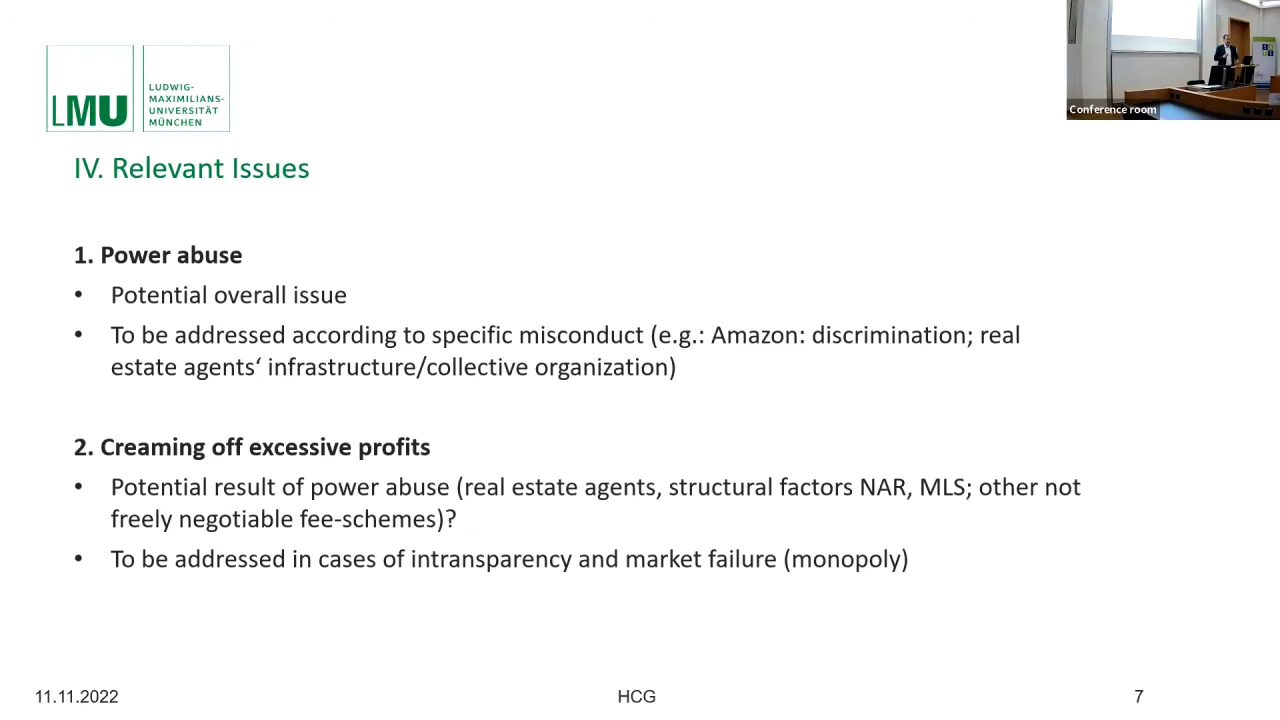 LMU
LUDWIG-
MAXIMILIANS-
UNIVERSITÄT
MÜNCHEN
Conference room
IV. Relevant Issues
1. Power abuse
• Potential overall issue
• To be addressed according to specific misconduct (e.g.: Amazon: discrimination; real
estate agents‘ infrastructure/collective organization)
2. Creaming off excessive profits
• Potential result of power abuse (real estate agents, structural factors NAR, MLS; other not
freely negotiable fee-schemes)?
• To be addressed in cases of intransparency and market failure (monopoly)
11.11.2022
HCG
7